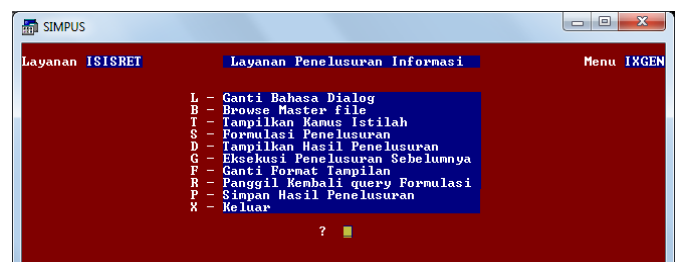 SIMPUS
Layanan ISISRET Layanan Penelusuran Informasi Menu IXGEN
L - Ganti Bahasa Dialog
B - Browse Master file
T - Tampilkan Kamus Istilah
S - Formulasi Penelusuran
D - Tampilkan Hasil Penelusuran
G - Eksekusi Penelusuran Sebelumnya
F - Ganti Format Tampilan
R - Panggil Kembali query Formulasi
P - Simpan Hasil Penelusuran
X - Keluar
?